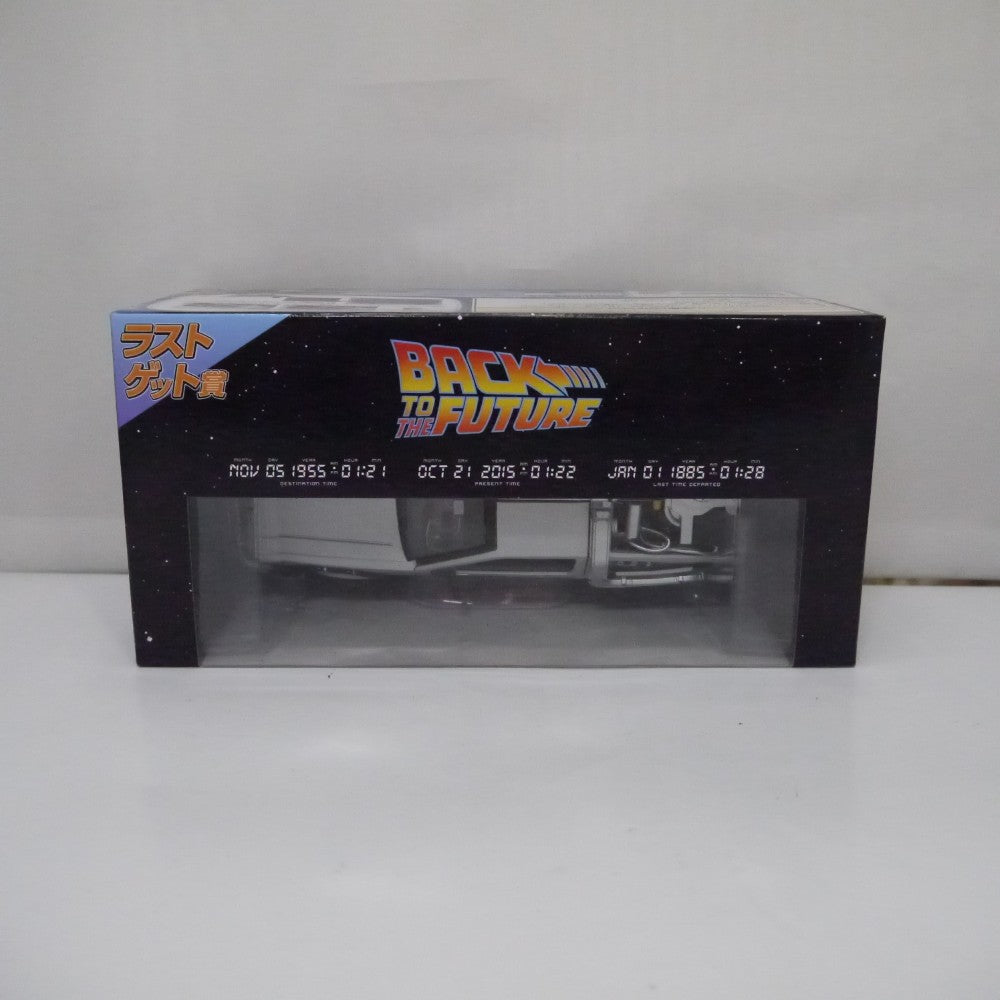 ラスト
ゲット賞
BACK
TO THE FUTURE
MONTH DAY YEAR HOUR MIN
NOV 05 1955 01:21
DESTINATION TIME
MONTH DAY YEAR HOUR MIN
OCT 21 2015 01:22
PRESENT TIME
MONTH DAY YEAR HOUR MIN
JAN 01 1885 01:28
LAST TIME DEPARTED